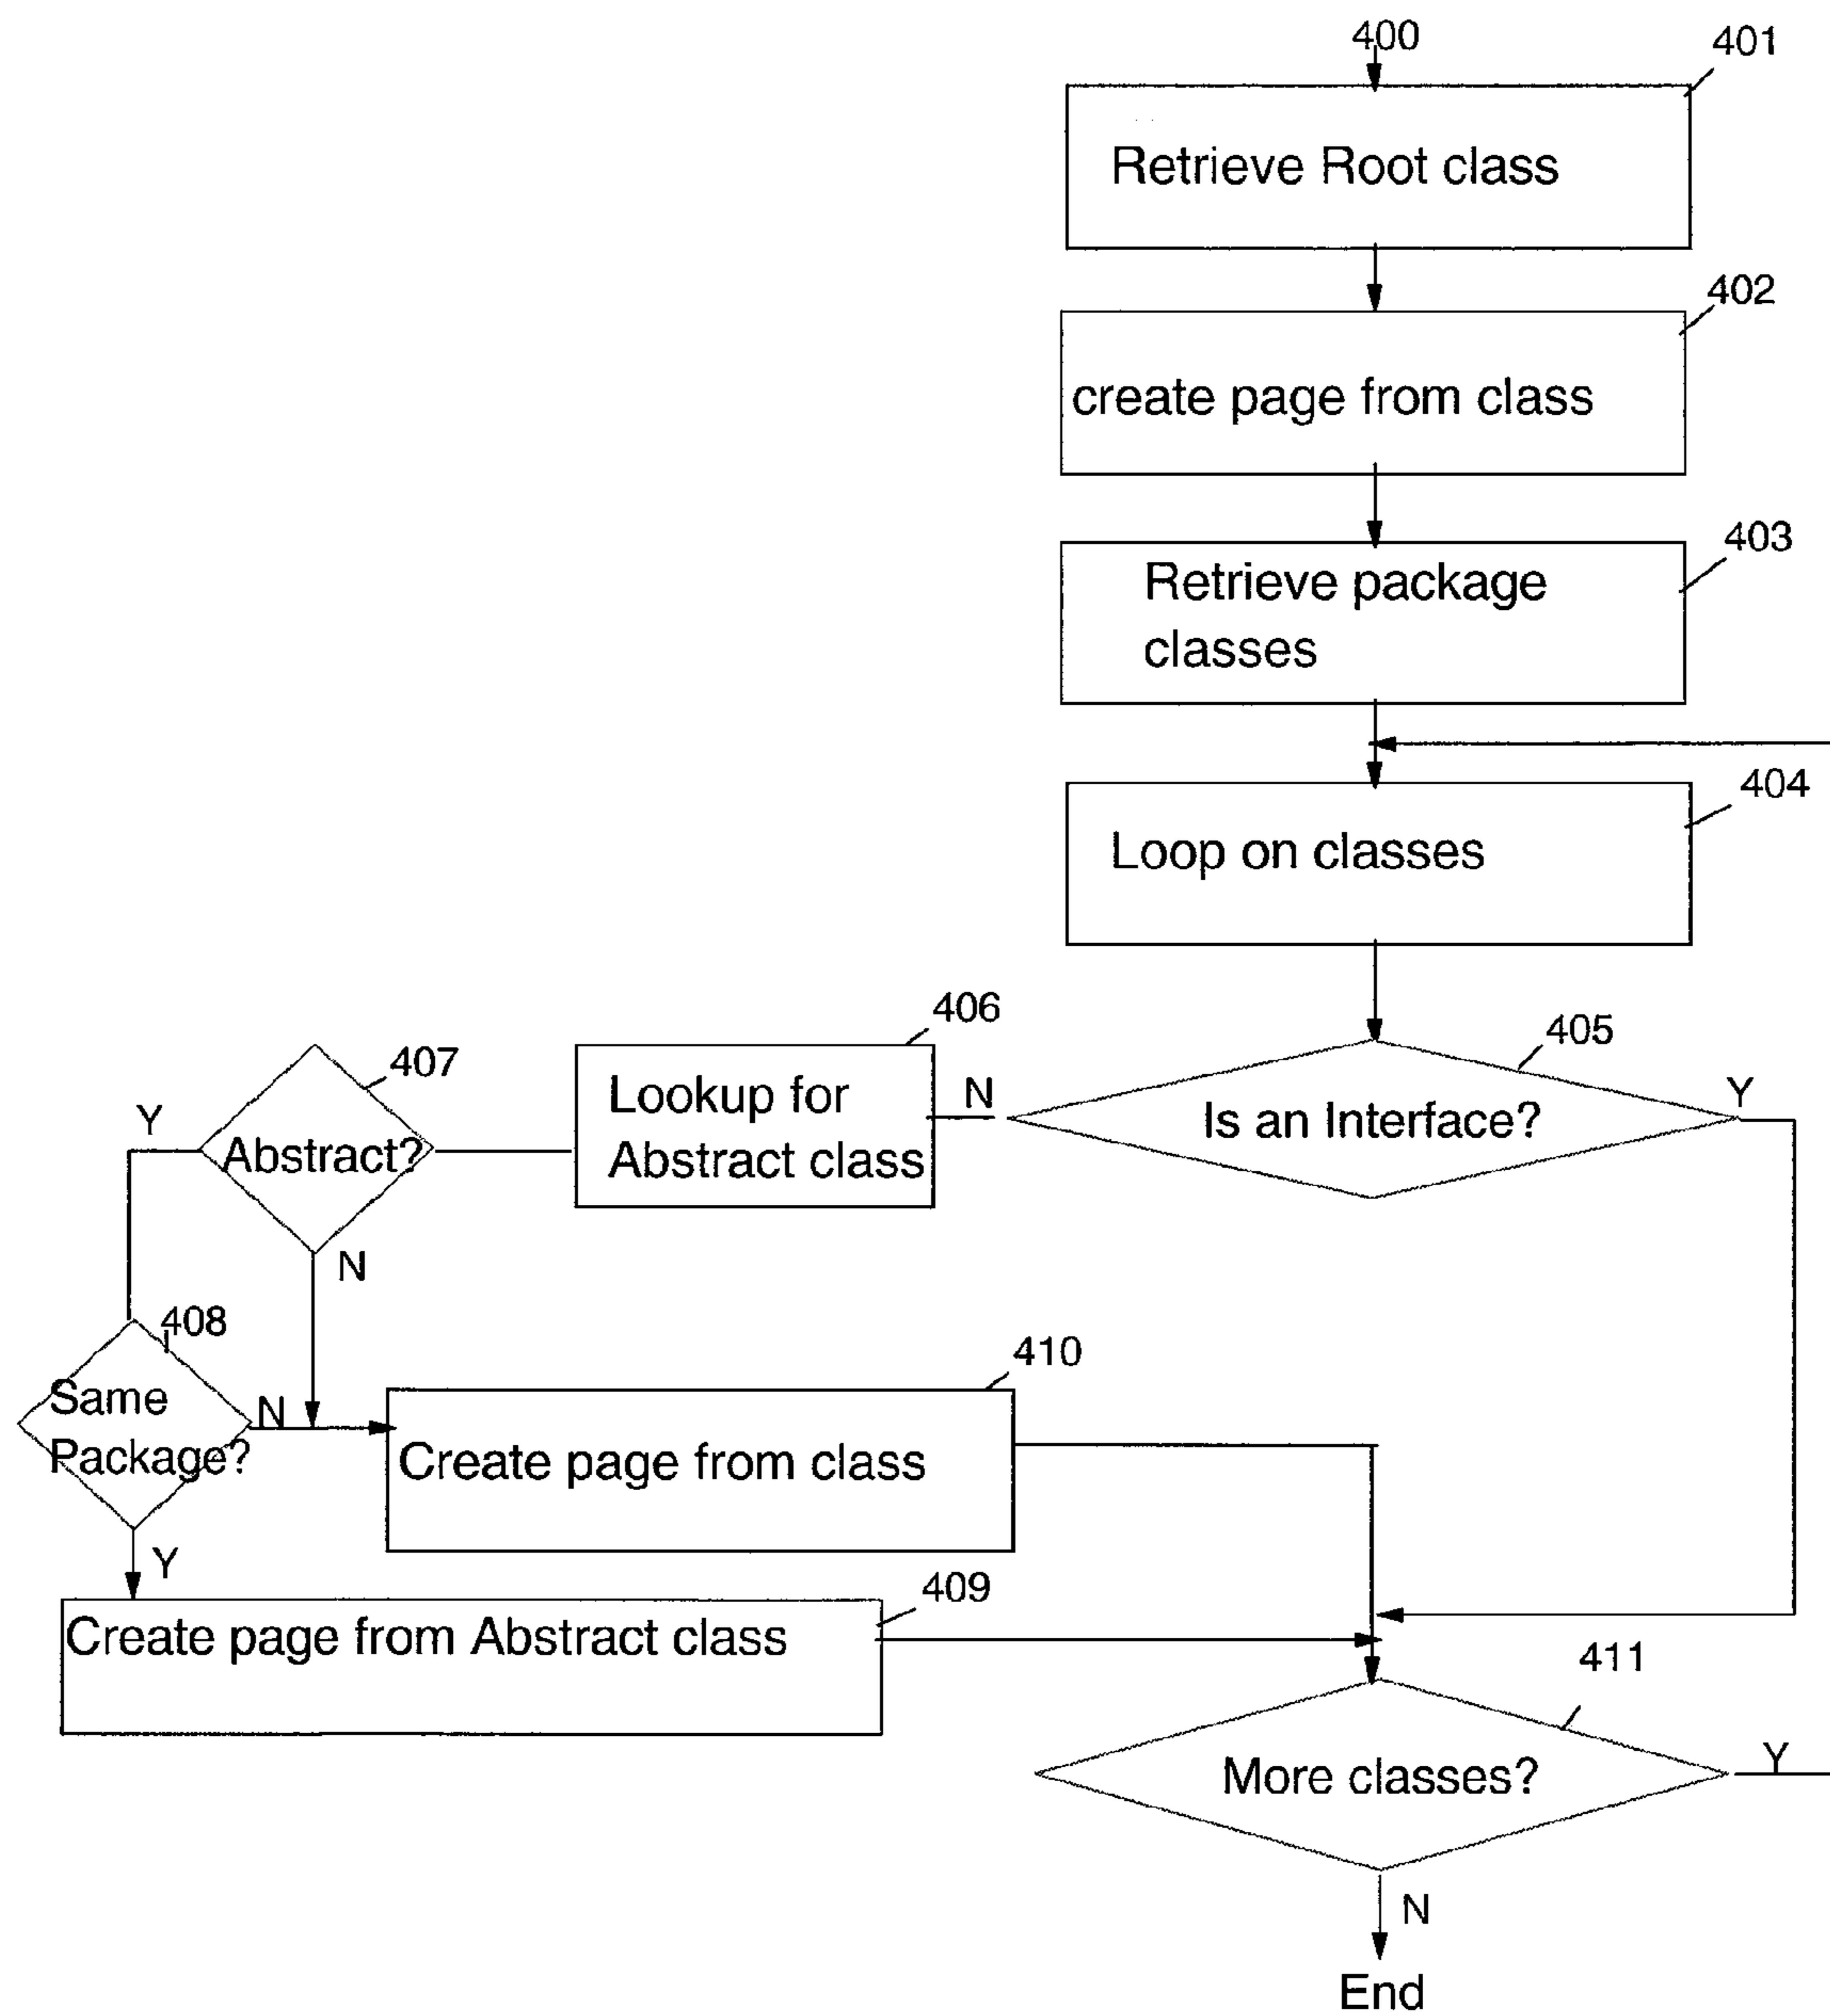 400
401
Retrieve Root class
402
create page from class
403
Retrieve package
classes
404
Loop on classes
405
Is an Interface?
Y
N
406
Lookup for
Abstract class
407
Abstract?
Y
N
408
Same
Package?
N
Y
410
Create page from class
409
Create page from Abstract class
411
More classes?
Y
N
End